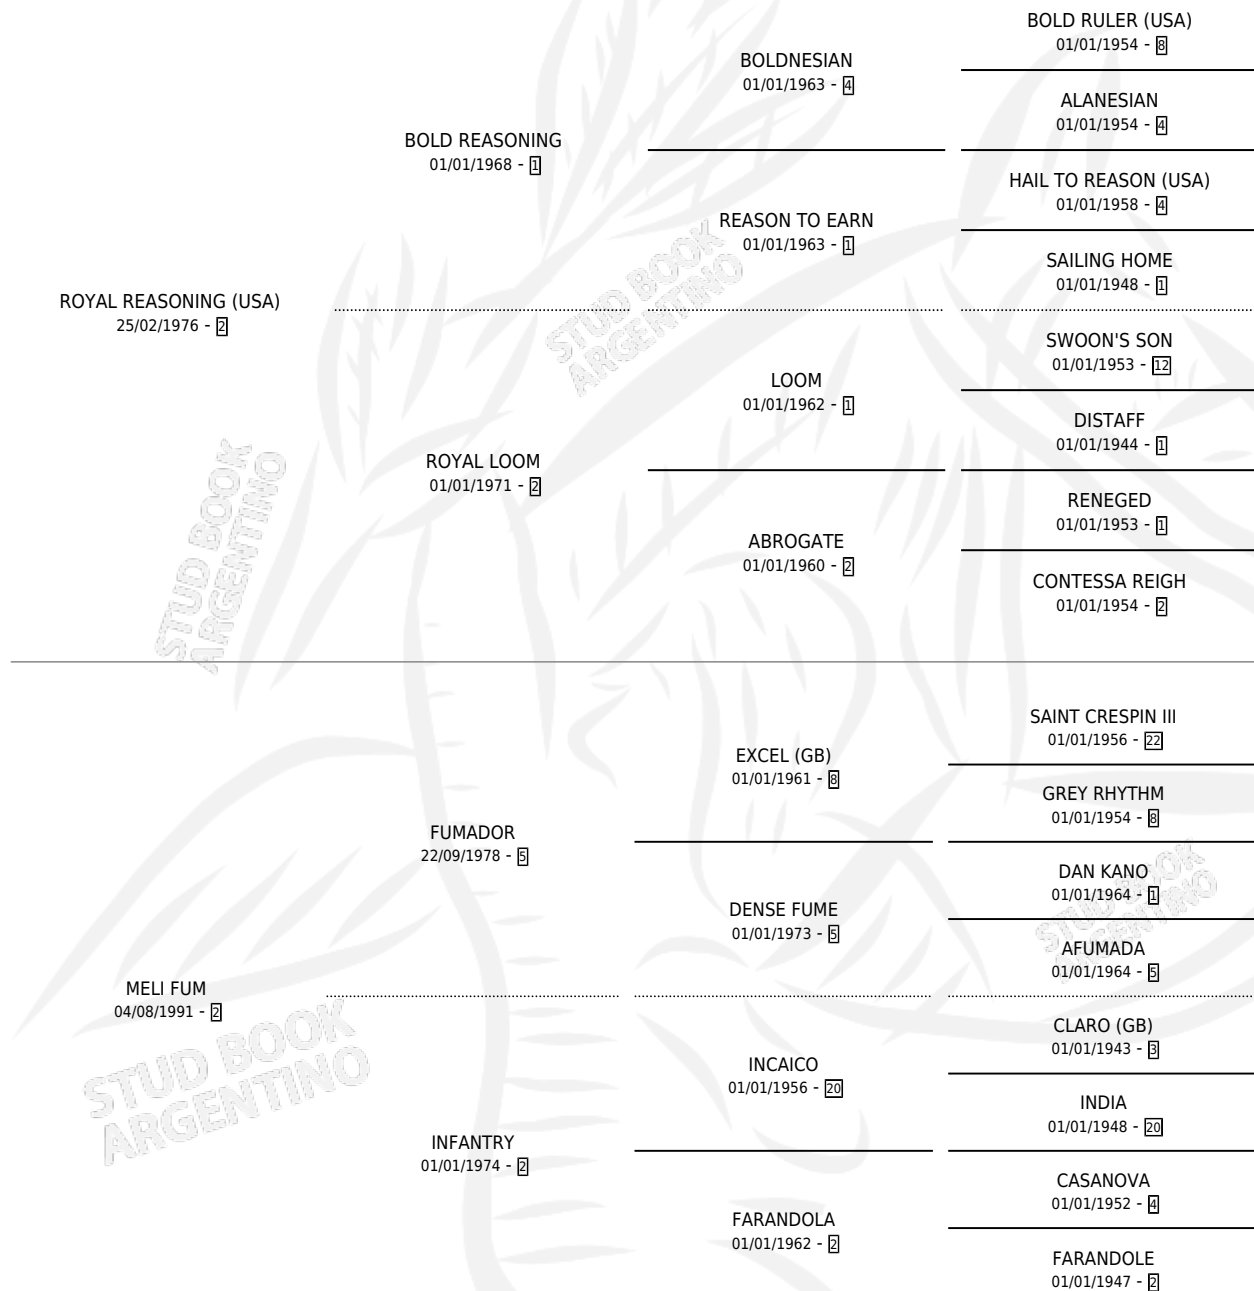 BOLD RULER (USA)
01/01/1954 - 8
BOLDNESIAN
01/01/1963 - 4
ALANESIAN
01/01/1954 - 4
BOLD REASONING
01/01/1968 - 1
HAIL TO REASON (USA)
01/01/1958 - 4
REASON TO EARN
01/01/1963 - 1
SAILING HOME
01/01/1948 - 1
ROYAL REASONING (USA)
25/02/1976 - 2
SWOON'S SON
01/01/1953 - 12
LOOM
01/01/1962 - 1
DISTAFF
01/01/1944 - 1
ROYAL LOOM
01/01/1971 - 2
RENEGED
01/01/1953 - 1
ABROGATE
01/01/1960 - 2
CONTESSA REIGH
01/01/1954 - 2
SAINT CRESPIN III
01/01/1956 - 22
EXCEL (GB)
01/01/1961 - 8
GREY RHYTHM
01/01/1954 - 8
FUMADOR
22/09/1978 - 5
DAN KANO
01/01/1964 - 1
DENSE FUME
01/01/1973 - 5
AFUMADA
01/01/1964 - 5
MELI FUM
04/08/1991 - 2
CLARO (GB)
01/01/1943 - 3
INCAICO
01/01/1956 - 20
INDIA
01/01/1948 - 20
INFANTRY
01/01/1974 - 2
CASANOVA
01/01/1952 - 4
FARANDOLA
01/01/1962 - 2
FARANDOLE
01/01/1947 - 2
STUD BOOK
ARGENTINO
STUD BOOK
ARGENTINO
STUD BOOK
ARGENTINO
STUD BOOK
ARGENTINO